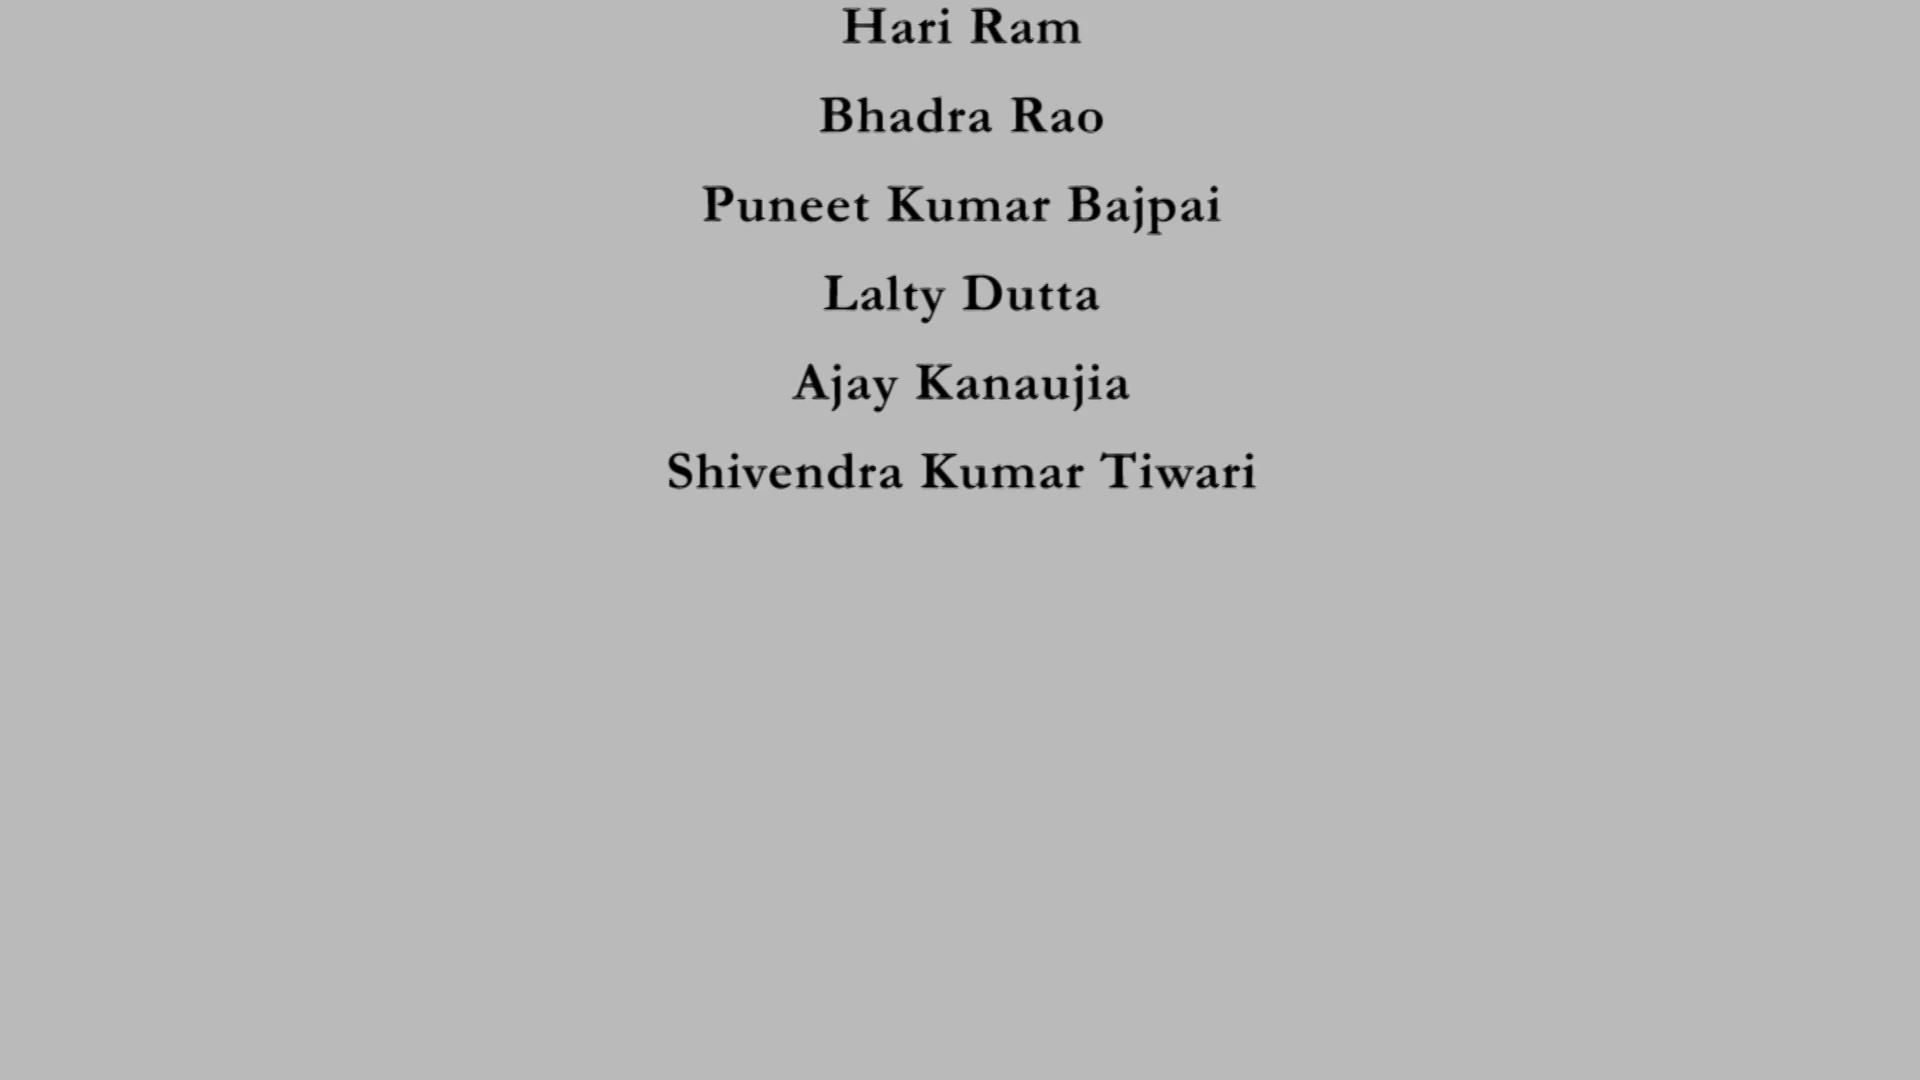 Hari Ram
Bhadra Rao
Puneet Kumar Bajpai
Lalty Dutta
Ajay Kanaujia
Shivendra Kumar Tiwari